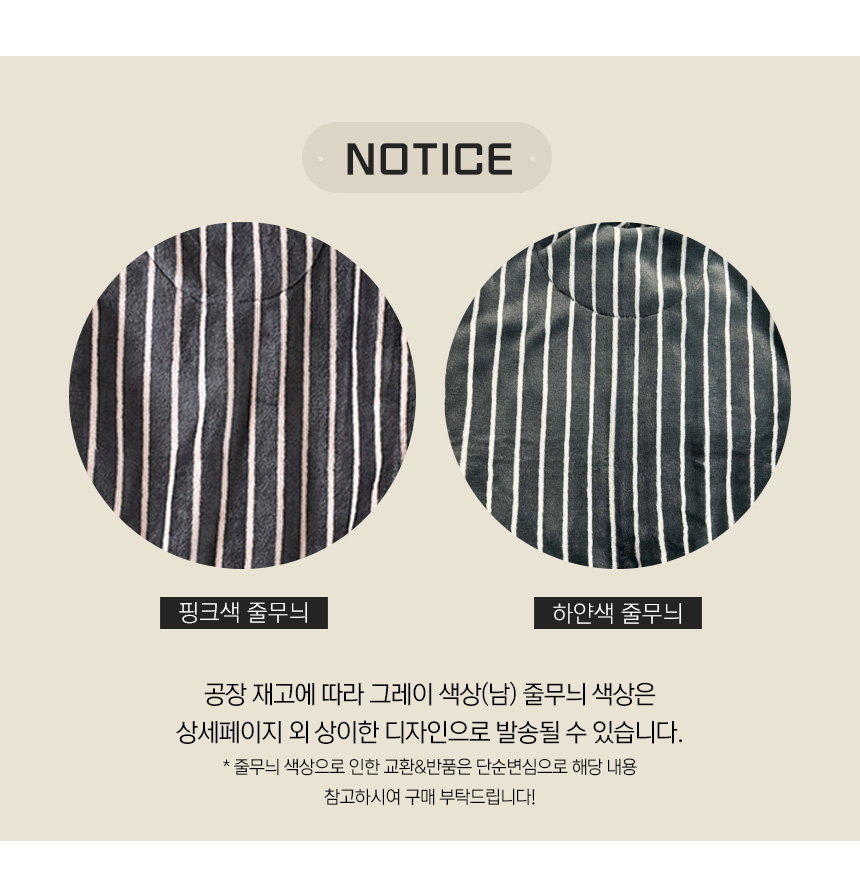 NOTICE
핑크색 줄무늬
하얀색 줄무늬
공장 재고에 따라 그레이 색상(남) 줄무늬 색상은
상세페이지 외 상이한 디자인으로 발송될 수 있습니다.
* 줄무늬 색상으로 인한 교환&반품은 단순변심으로 해당 내용
참고하시여 구매 부탁드립니다!